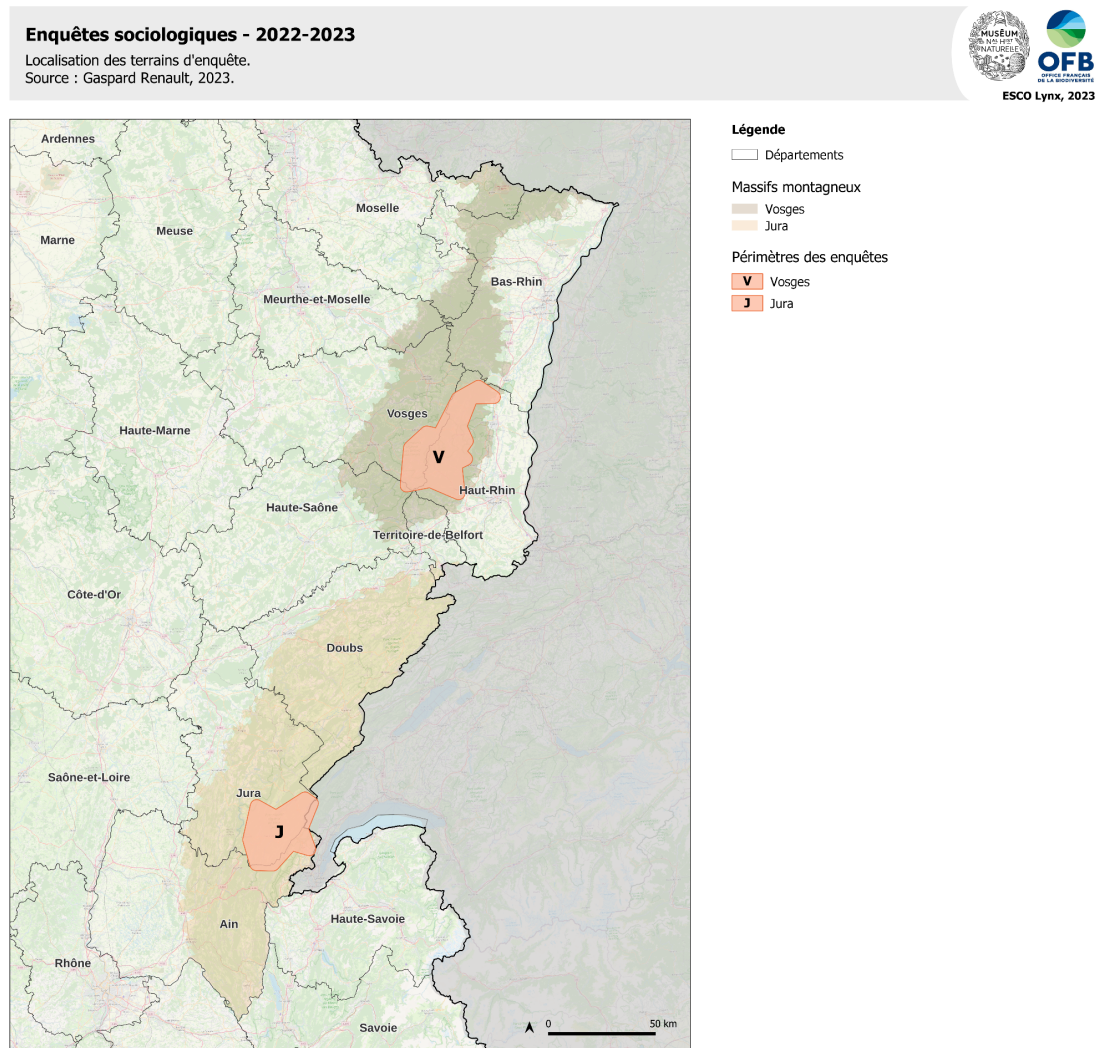 Enquêtes sociologiques - 2022-2023
Localisation des terrains d'enquête.
Source : Gaspard Renault, 2023.
MUSÉUM
NATURELLE
OFB
OFFICE FRANÇAIS
DE LA BIODIVERSITÉ
ESCO Lynx, 2023
Légende
Départements
Massifs montagneux
Vosges
Jura
Périmètres des enquêtes
V Vosges
J Jura
Ardennes
Moselle
Marne
Meuse
Bas-Rhin
Meurthe-et-Moselle
Vosges
Haute-Marne
V
Haut-Rhin
Haute-Saône
Territoire-de-Belfort
Côte-d'Or
Doubs
Saône-et-Loire
Jura
J
Ain
Haute-Savoie
Rhône
Savoie
0 50 km